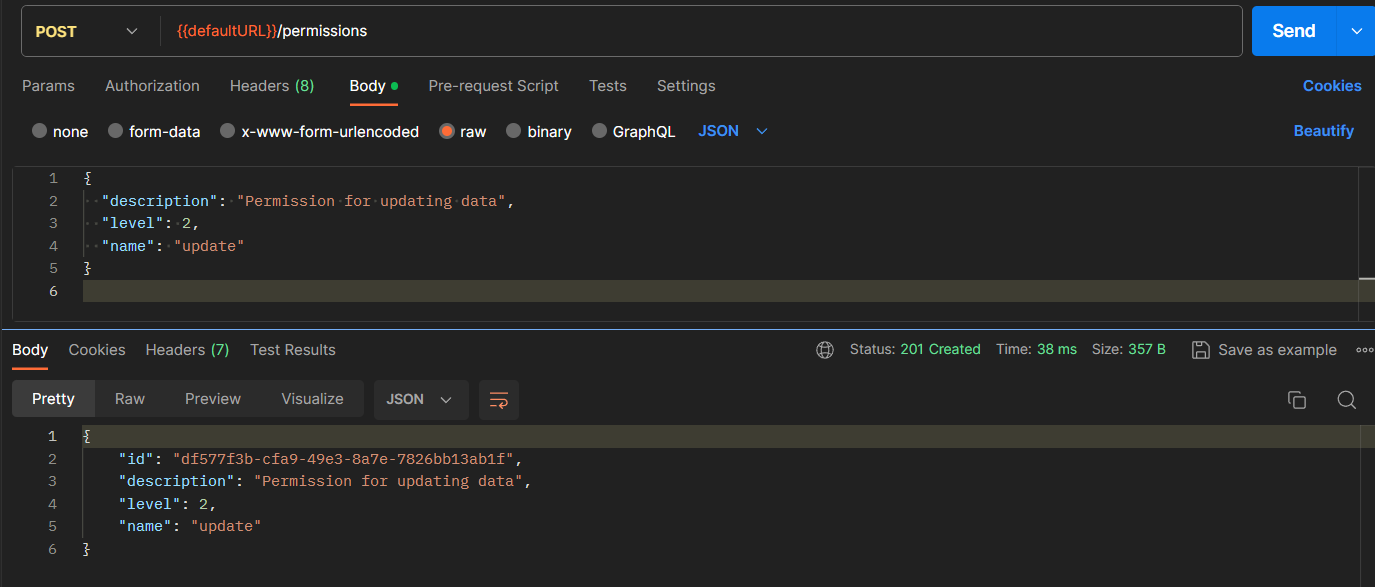 POST {{defaultURL}}/permissions Send
Params Authorization Headers (8) Body Pre-request Script Tests Settings Cookies
none form-data x-www-form-urlencoded raw binary GraphQL JSON Beautify
1 {
2 "description": "Permission for updating data",
3 "level": 2,
4 "name": "update"
5 }
6
Body Cookies Headers (7) Test Results Status: 201 Created Time: 38 ms Size: 357 B Save as example
Pretty Raw Preview Visualize JSON
1 {
2 "id": "df577f3b-cfa9-49e3-8a7e-7826bb13ab1f",
3 "description": "Permission for updating data",
4 "level": 2,
5 "name": "update"
6 }